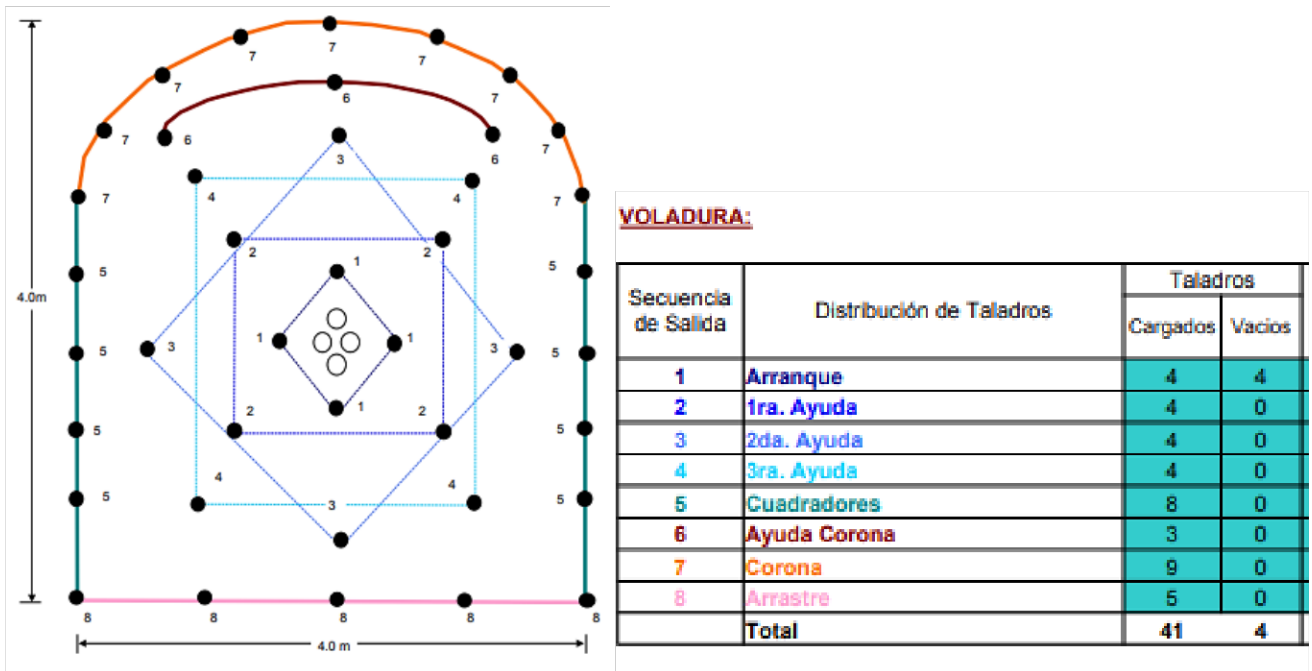 7
7
7
7
7
6
7
7
6
6
7
7
3
4
4
7
7
2
2
1
5
5
4.0m
3
1
1
3
5
5
1
2
2
5
5
4
4
5
3
5
8
8
8
8
8
4.0 m
VOLADURA:
Secuencia de Salida
Distribución de Taladros
Taladros
Cargados Vacios
1 Arranque 4 4
2 1ra. Ayuda 4 0
3 2da. Ayuda 4 0
4 3ra. Ayuda 4 0
5 Cuadradores 8 0
6 Ayuda Corona 3 0
7 Corona 9 0
8 Arrastre 5 0
Total 41 4